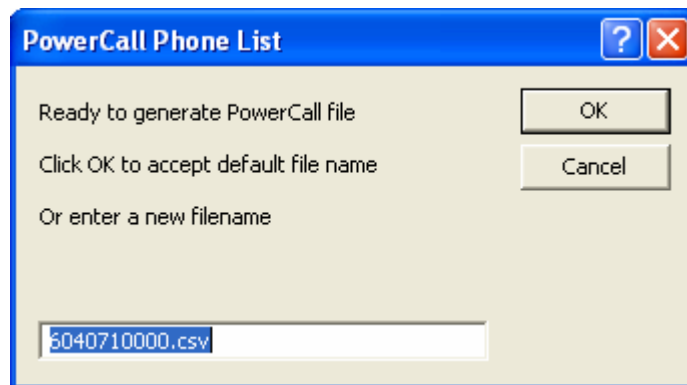 PowerCall Phone List
Ready to generate PowerCall file
OK
Click OK to accept default file name
Cancel
Or enter a new filename
6040710000.csv